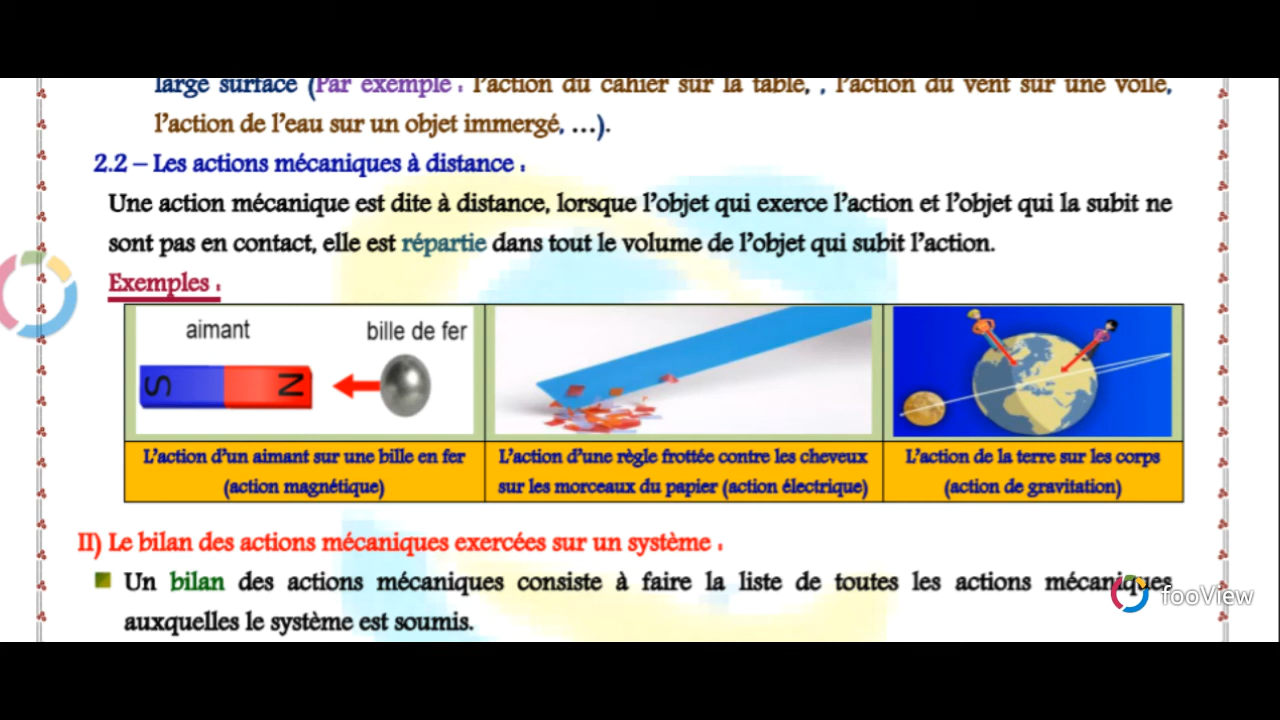 large surface (Par exemple : l'action du cahier sur la table, , l'action du vent sur une voile,
l'action de l'eau sur un objet immergé, …).
2.2 – Les actions mécaniques à distance :
Une action mécanique est dite à distance, lorsque l'objet qui exerce l'action et l'objet qui la subit ne
sont pas en contact, elle est répartie dans tout le volume de l'objet qui subit l'action.
Exemples :
aimant
bille de fer
S
N
L'action d'un aimant sur une bille en fer
(action magnétique)
L'action d'une règle frottée contre les cheveux
sur les morceaux du papier (action électrique)
L'action de la terre sur les corps
(action de gravitation)
II) Le bilan des actions mécaniques exercées sur un système :
Un bilan des actions mécaniques consiste à faire la liste de toutes les actions mécaniques
auxquelles le système est soumis.
fooView